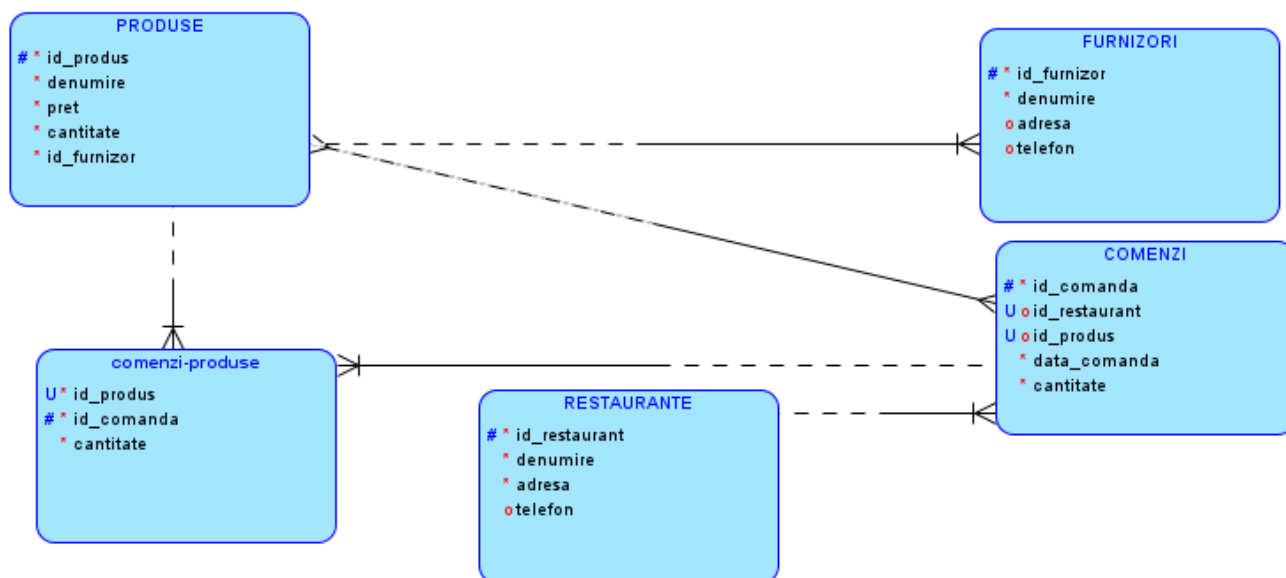 PRODUSE
# * id_produs
* denumire
* pret
* cantitate
* id_furnizor
FURNIZORI
# * id_furnizor
* denumire
o adresa
o telefon
COMENZI
# * id_comanda
U o id_restaurant
U o id_produs
* data_comanda
* cantitate
comenzi-produse
U * id_produs
# * id_comanda
* cantitate
RESTAURANTE
# * id_restaurant
* denumire
* adresa
o telefon